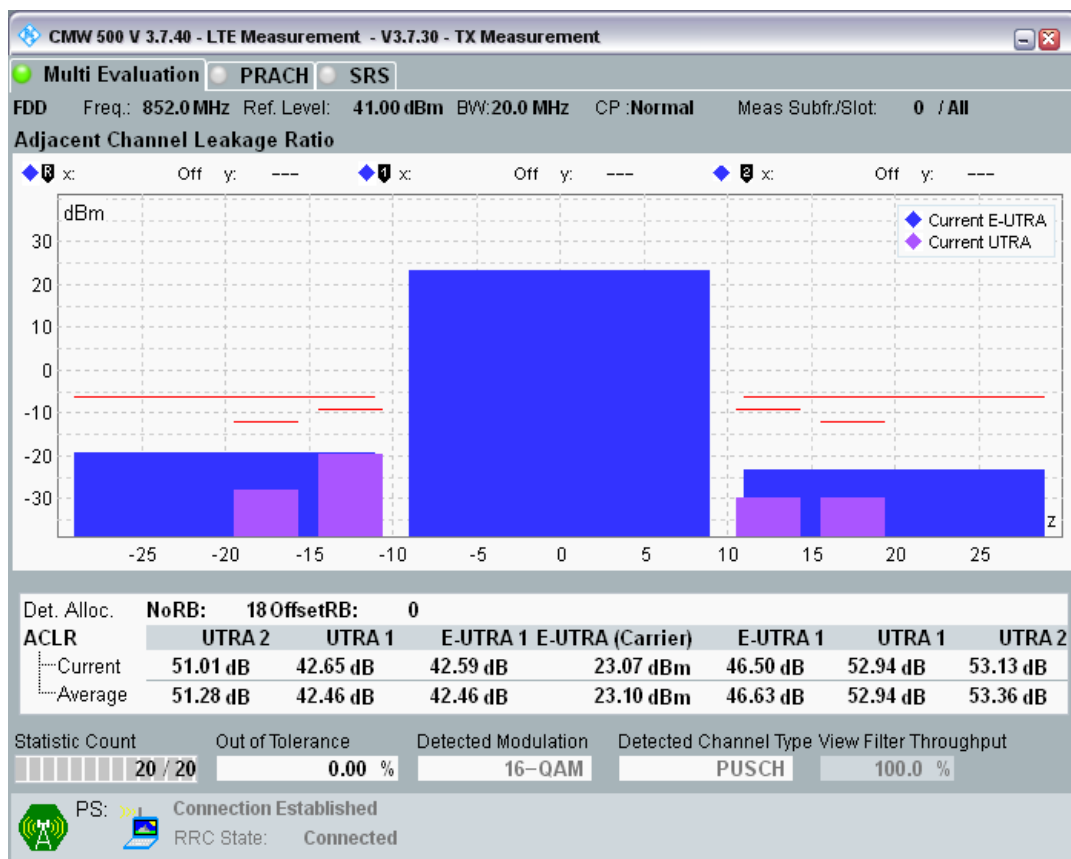 CMW 500 V 3.7.40 - LTE Measurement - V3.7.30 - TX Measurement
Multi Evaluation PRACH SRS
FDD Freq.: 852.0 MHz Ref. Level: 41.00 dBm BW:20.0 MHz CP :Normal Meas Subfr./Slot: 0 / All
Adjacent Channel Leakage Ratio
R x: Off y: --- 1 x: Off y: --- 2 x: Off y: ---
dBm
Current E-UTRA
Current UTRA
30
20
10
0
-10
-20
-30
z
-25 -20 -15 -10 -5 0 5 10 15 20 25
Det. Alloc. NoRB: 18 OffsetRB: 0
ACLR UTRA 2 UTRA 1 E-UTRA 1 E-UTRA (Carrier) E-UTRA 1 UTRA 1 UTRA 2
Current 51.01 dB 42.65 dB 42.59 dB 23.07 dBm 46.50 dB 52.94 dB 53.13 dB
Average 51.28 dB 42.46 dB 42.46 dB 23.10 dBm 46.63 dB 52.94 dB 53.36 dB
Statistic Count Out of Tolerance Detected Modulation Detected Channel Type View Filter Throughput
20 / 20 0.00 % 16-QAM PUSCH 100.0 %
PS: Connection Established
RRC State: Connected